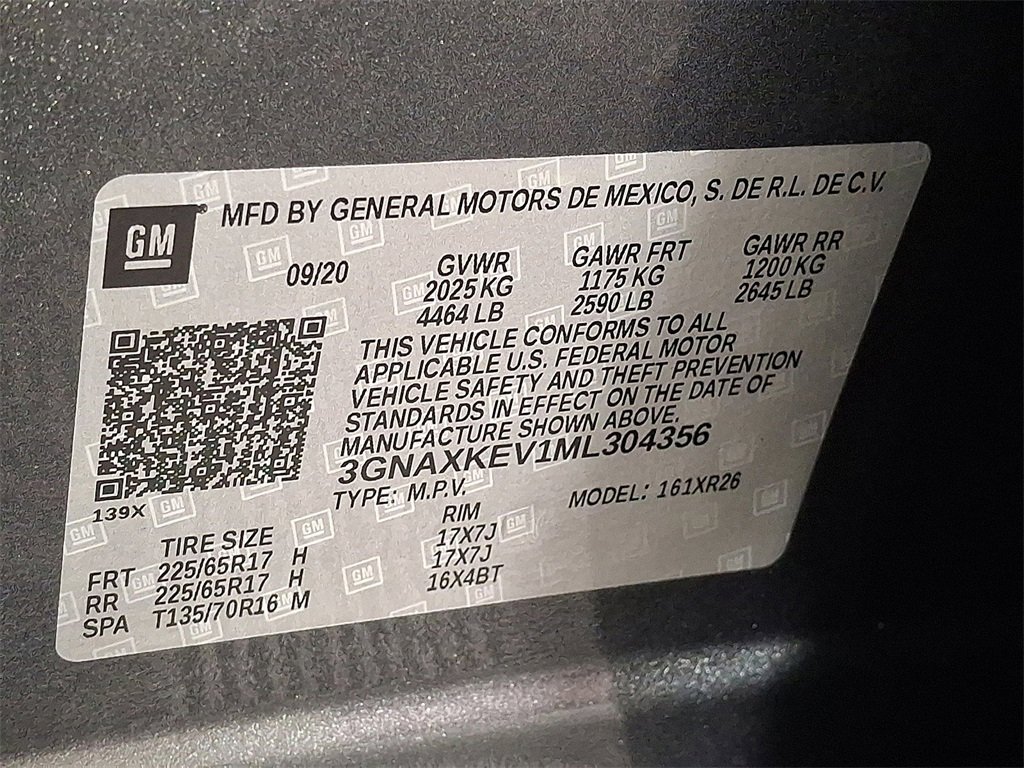 GM
MFD BY GENERAL MOTORS DE MEXICO, S. DE R.L. DE C.V.
09/20
GVWR GAWR FRT GAWR RR
2025 KG 1175 KG 1200 KG
4464 LB 2590 LB 2645 LB
THIS VEHICLE CONFORMS TO ALL
APPLICABLE U.S. FEDERAL MOTOR
VEHICLE SAFETY AND THEFT PREVENTION
STANDARDS IN EFFECT ON THE DATE OF
MANUFACTURE SHOWN ABOVE.
3GNAXKEV1ML304356
TYPE: M.P.V. MODEL: 161XR26
139X
TIRE SIZE RIM
FRT 225/65R17 H 17X7J
RR 225/65R17 H 17X7J
SPA T135/70R16 M 16X4BT